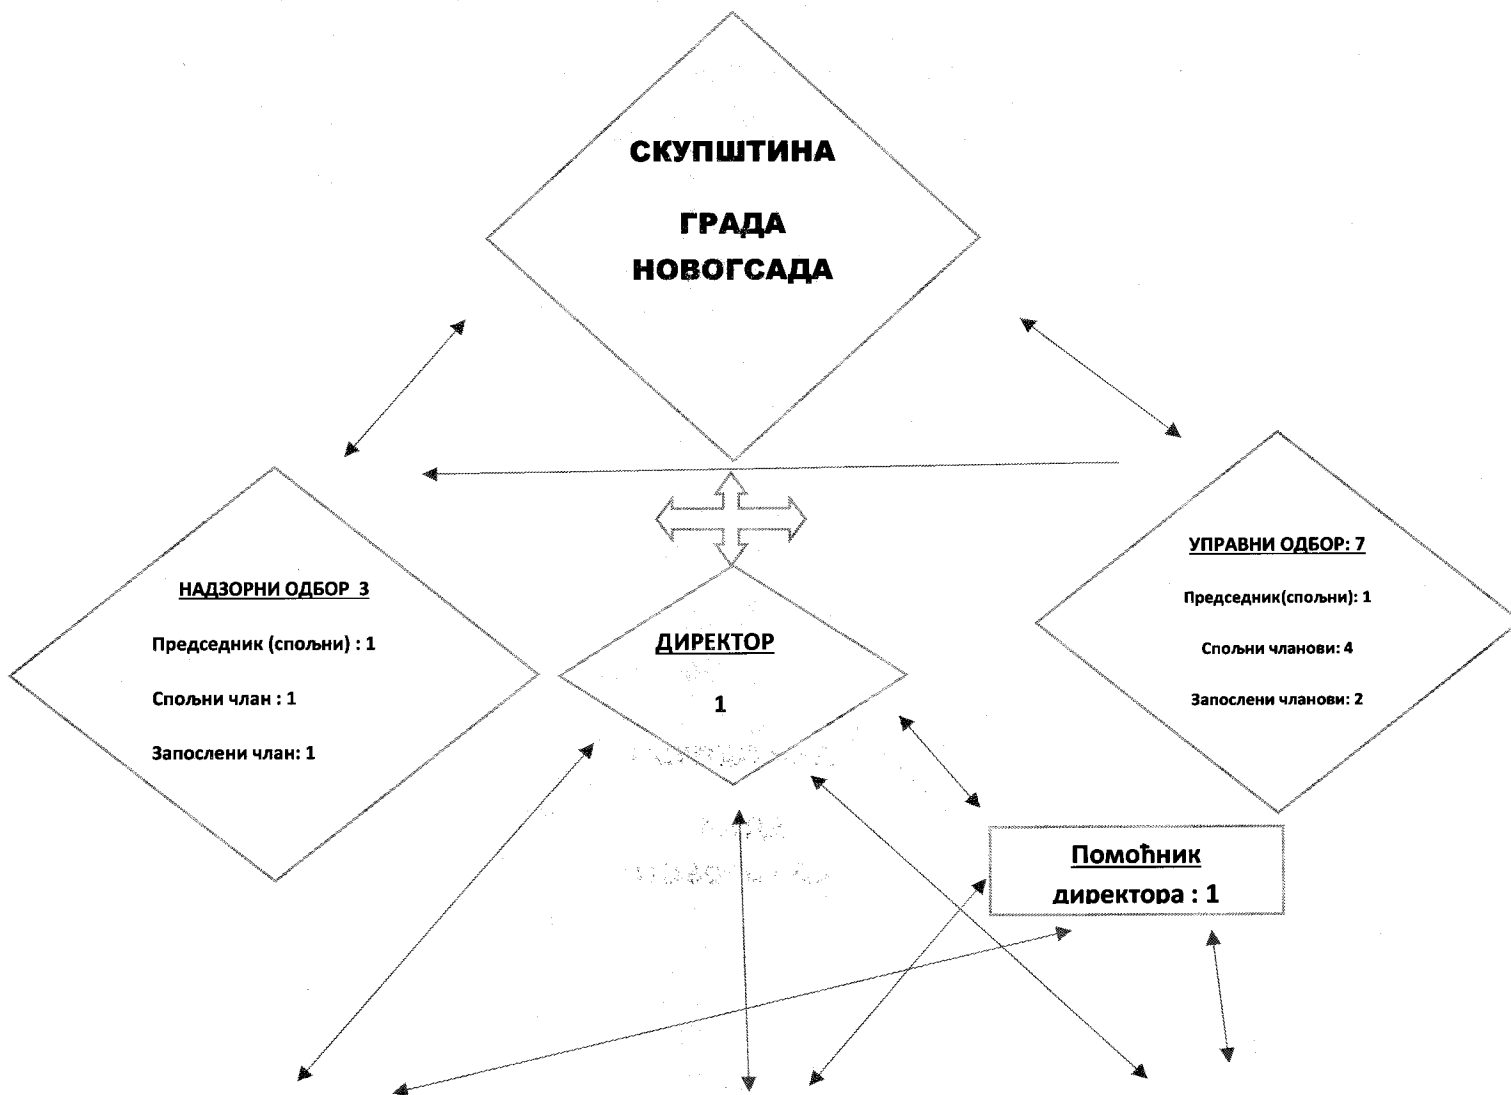 СКУПШТИНА
ГРАДА
НОВОГСАДА
НАДЗОРНИ ОДБОР 3
Председник (спољни) : 1
Спољни члан : 1
Запослени члан: 1
ДИРЕКТОР
1
УПРАВНИ ОДБОР: 7
Председник(спољни): 1
Спољни чланови: 4
Запослени чланови: 2
Помоћник
директора : 1